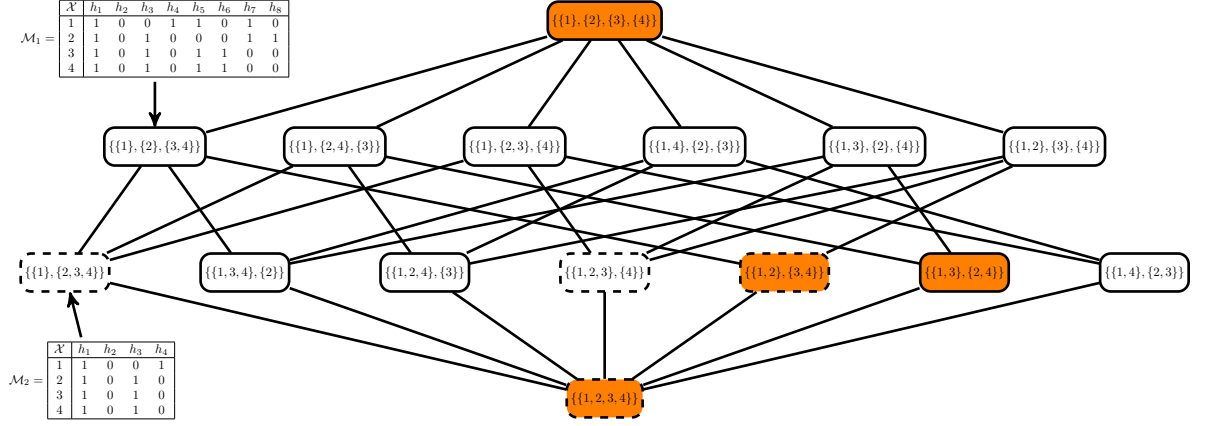 𝒳 h₁ h₂ h₃ h₄ h₅ h₆ h₇ h₈
1 1 0 0 1 1 0 1 0
ℳ₁ = 2 1 0 1 0 0 0 1 1
3 1 0 1 0 1 1 0 0
4 1 0 1 0 1 1 0 0
{{1}, {2}, {3}, {4}}
{{1}, {2}, {3, 4}} {{1}, {2, 4}, {3}} {{1}, {2, 3}, {4}} {{1, 4}, {2}, {3}} {{1, 3}, {2}, {4}} {{1, 2}, {3}, {4}}
{{1}, {2, 3, 4}} {{1, 3, 4}, {2}} {{1, 2, 4}, {3}} {{1, 2, 3}, {4}} {{1, 2}, {3, 4}} {{1, 3}, {2, 4}} {{1, 4}, {2, 3}}
𝒳 h₁ h₂ h₃ h₄
1 1 0 0 1
ℳ₂ = 2 1 0 1 0
3 1 0 1 0
4 1 0 1 0
{{1, 2, 3, 4}}